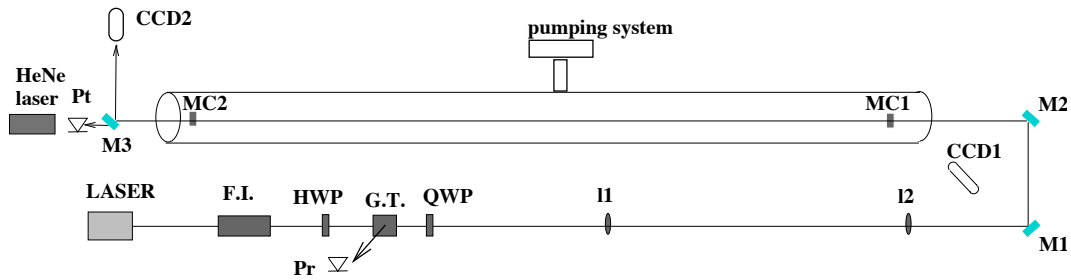 CCD2
pumping system
HeNe
laser
Pt
MC2
MC1
M2
M3
CCD1
LASER
F.I.
HWP
G.T.
QWP
l1
l2
M1
Pr